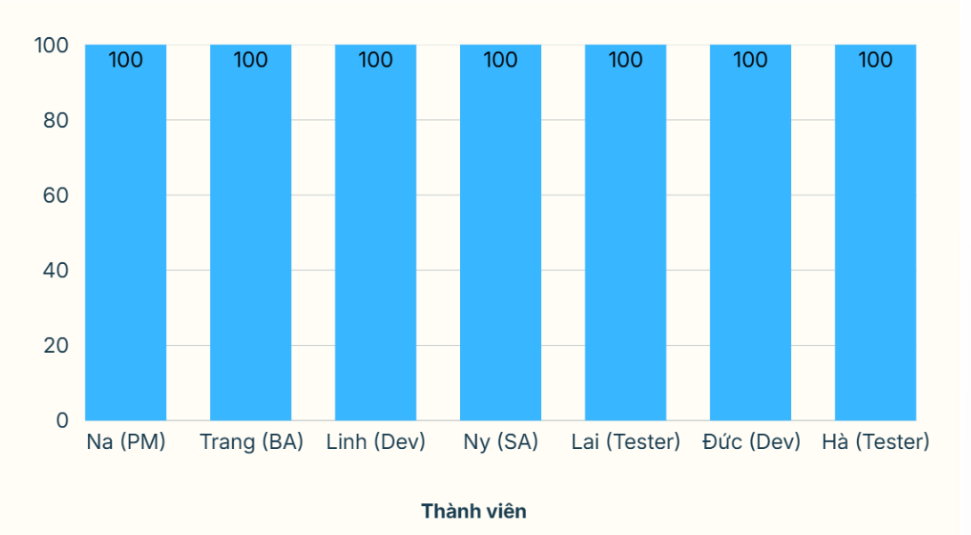 100
80
60
40
20
0
100 100 100 100 100 100 100
Na (PM) Trang (BA) Linh (Dev) Ny (SA) Lai (Tester) Đức (Dev) Hà (Tester)
Thành viên